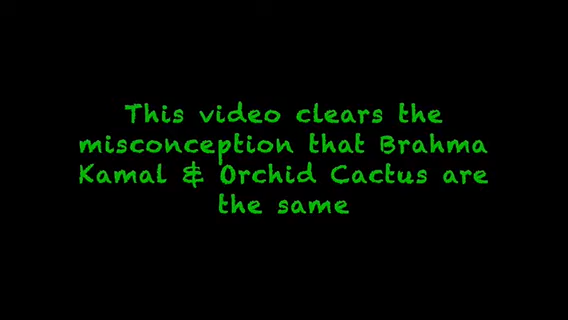 This video clears the
misconception that Brahma
Kamal & Orchid Cactus are
the same